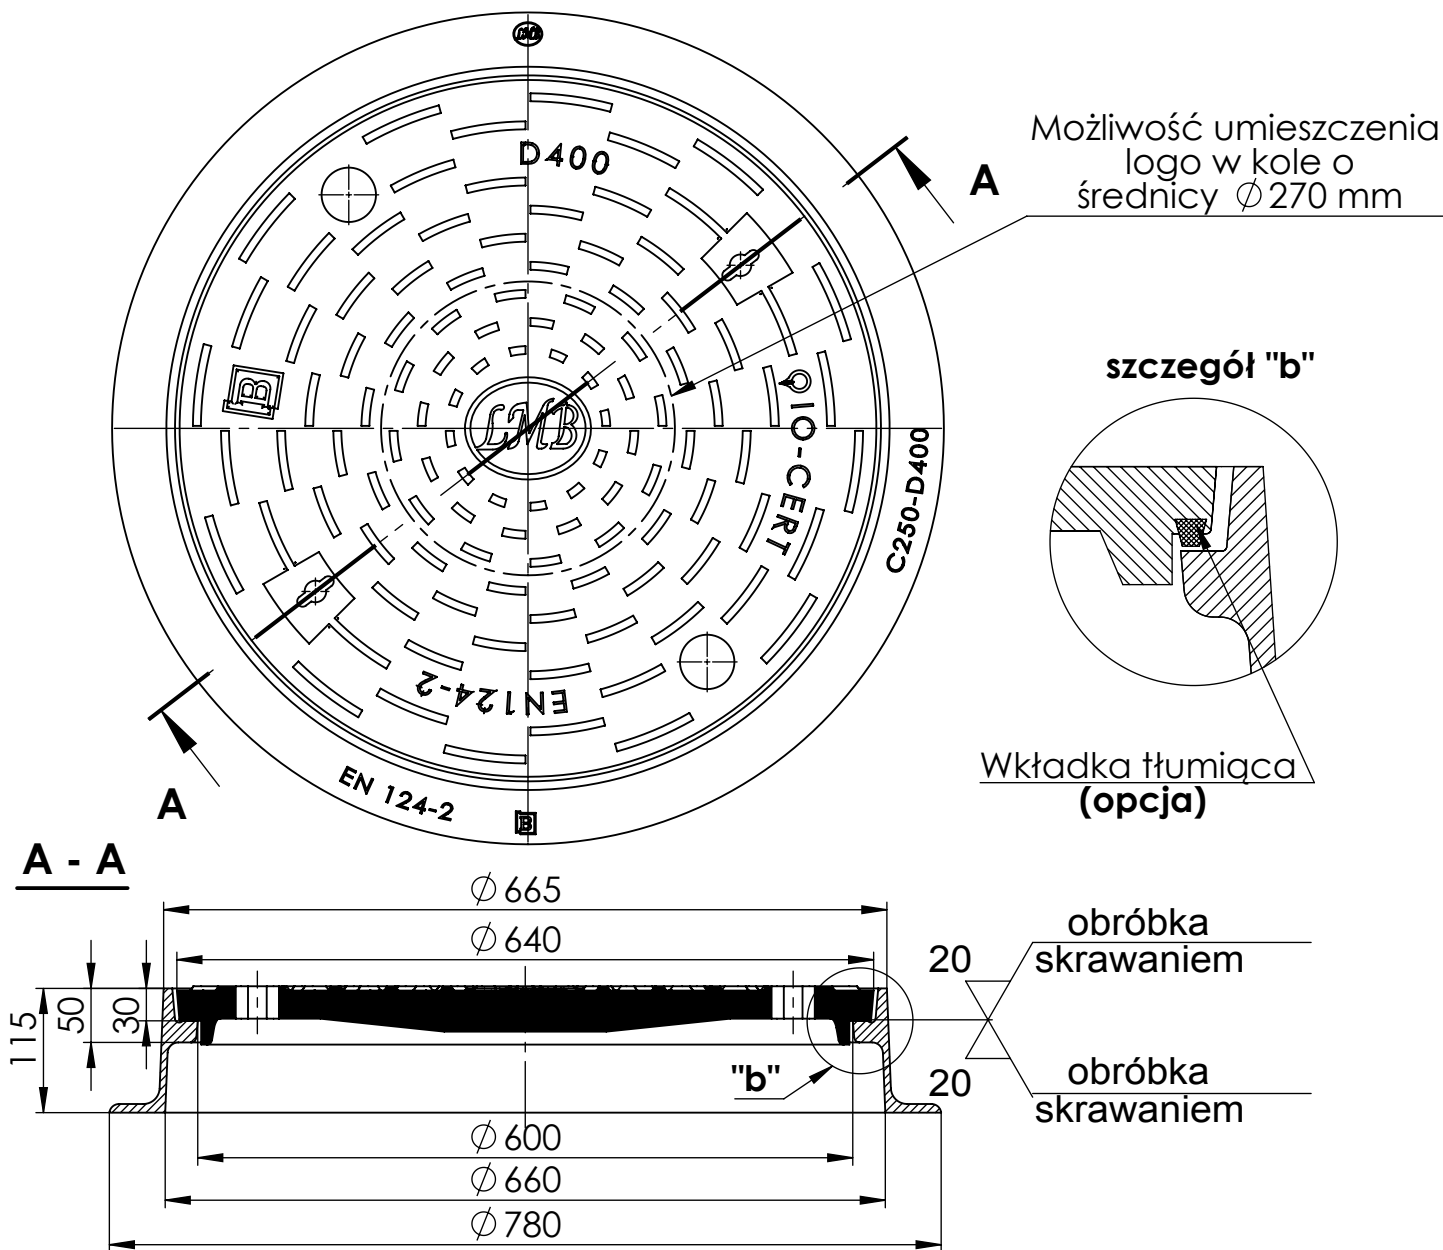 LMB
D400
Możliwość umieszczenia
logo w kole o
średnicy ∅ 270 mm
A
B
LMB
IO-CERT
C250-D400
szczegół "b"
EN124-2
Wkładka tłumiąca
(opcja)
A
EN 124-2
B
A - A
∅ 665
∅ 640
115
50
30
20
obróbka
skrawaniem
"b"
20
obróbka
skrawaniem
∅ 600
∅ 660
∅ 780